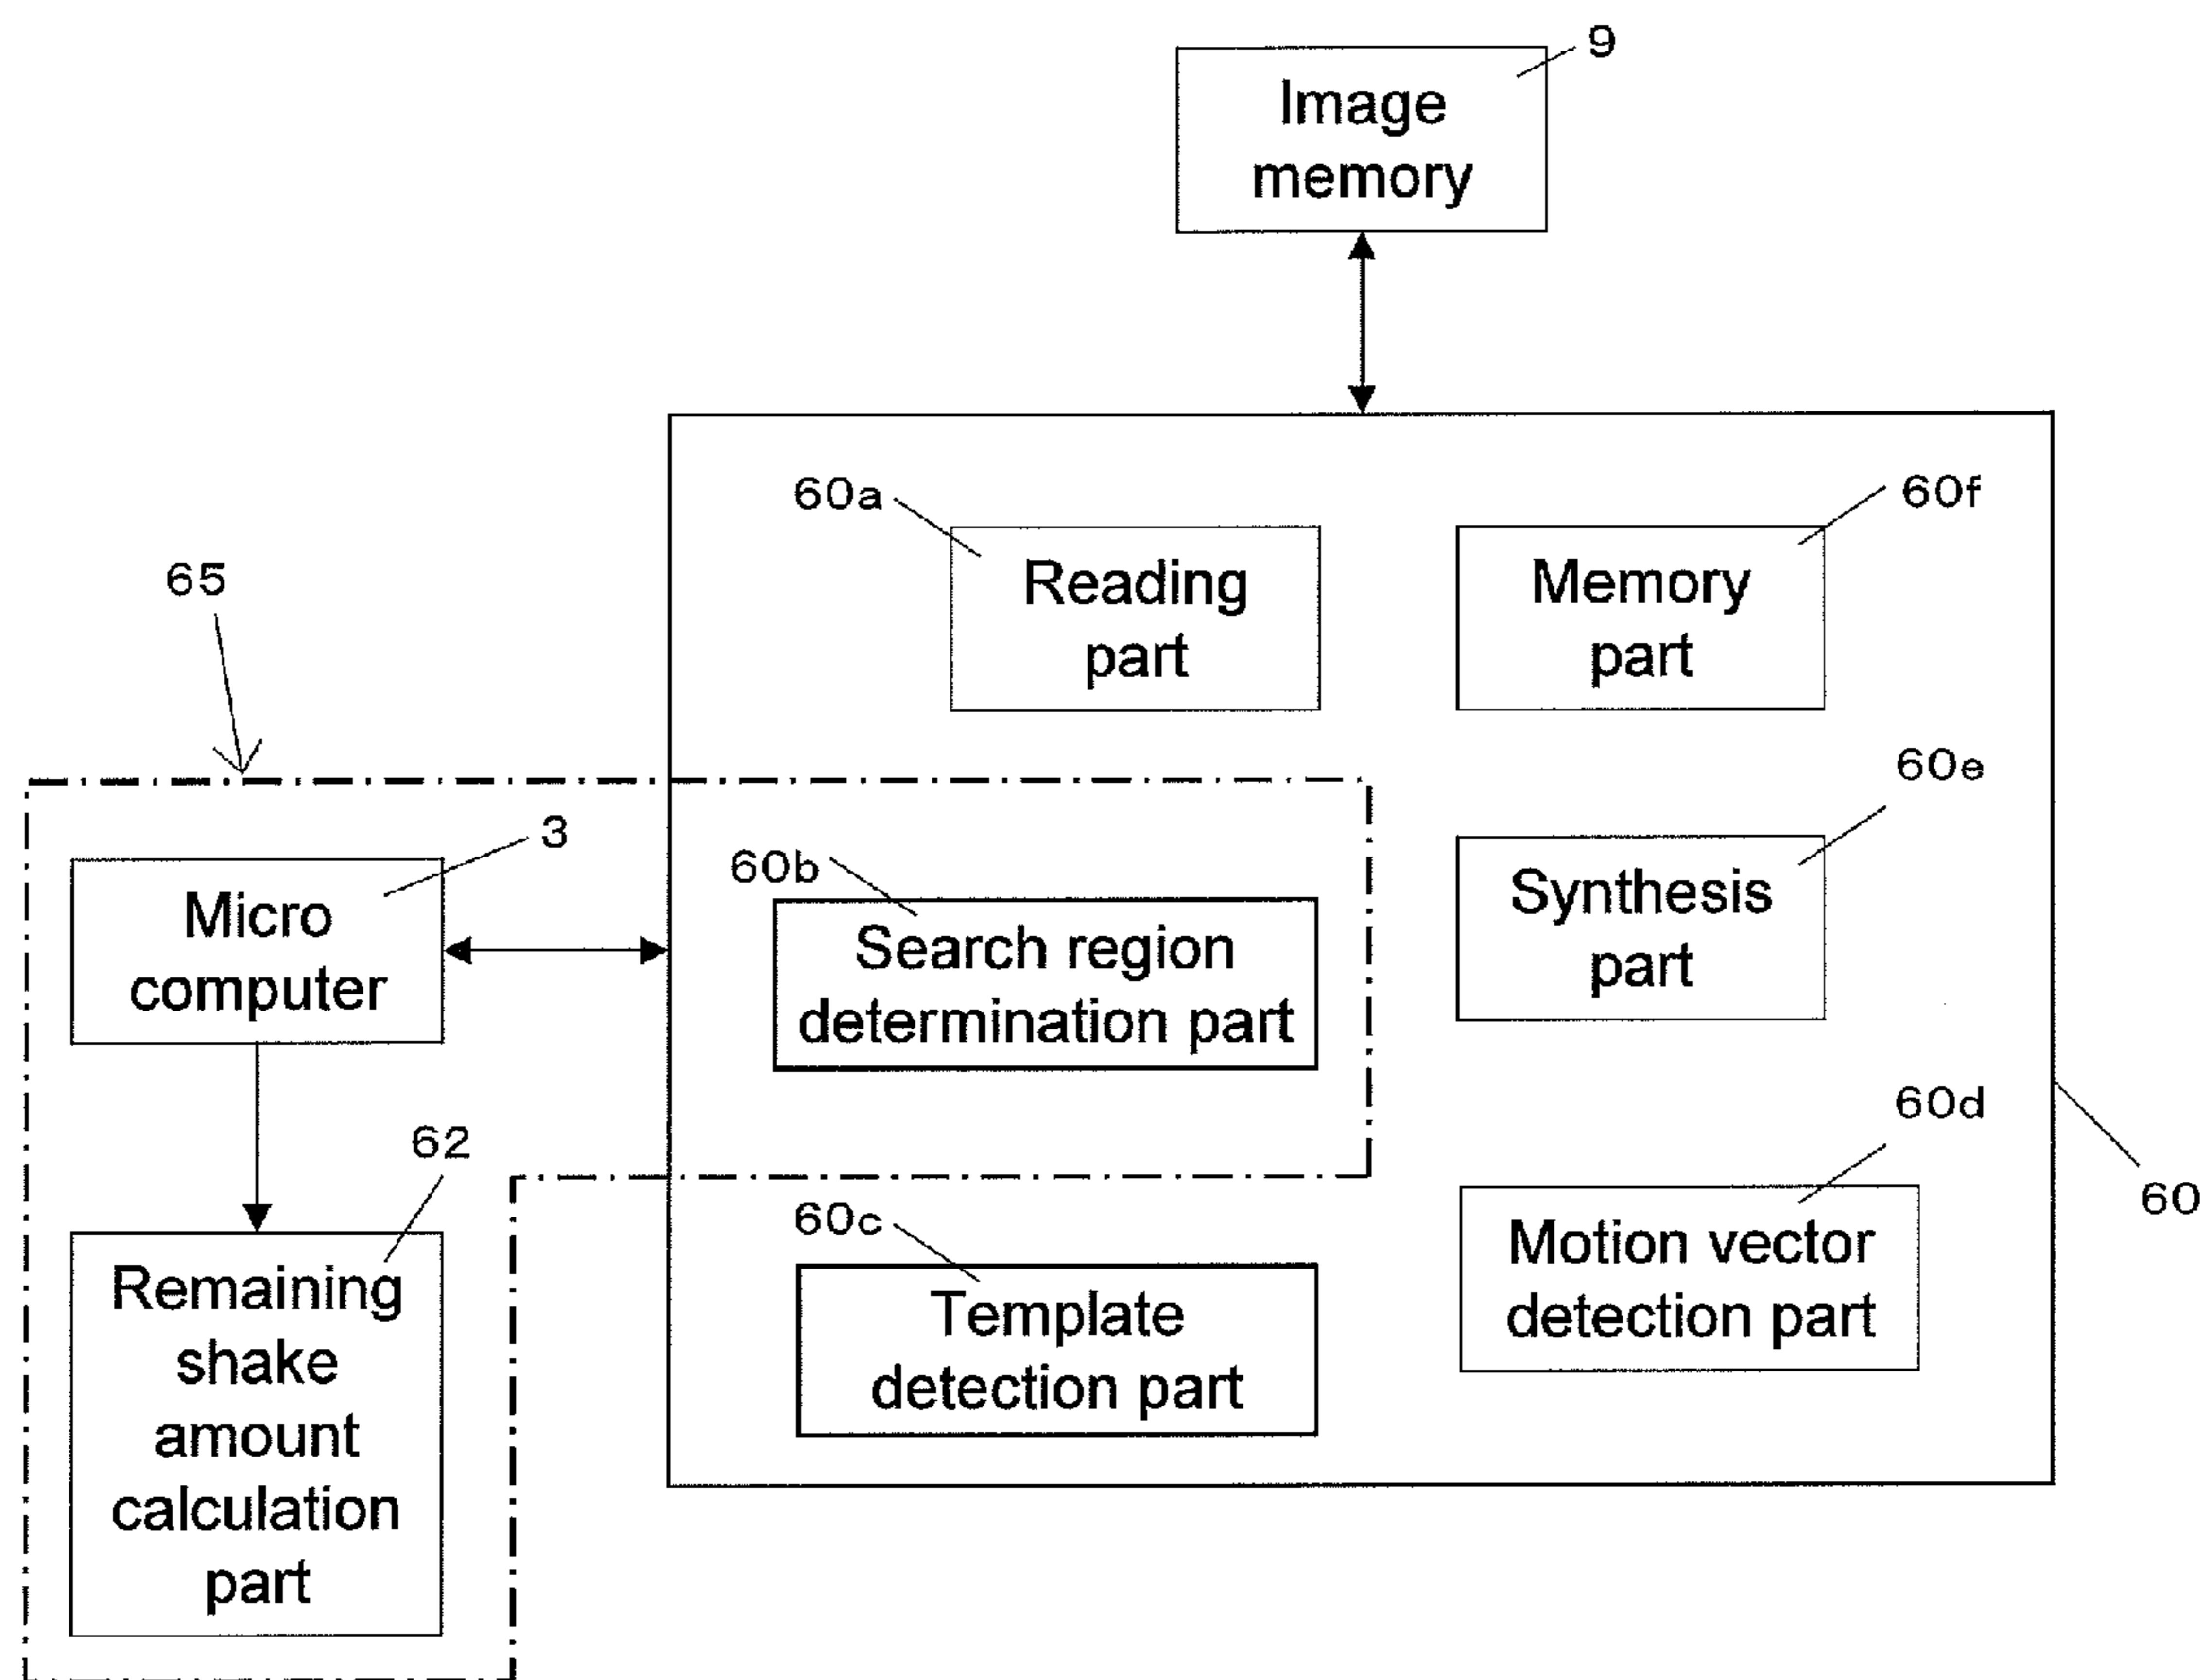 9
Image
memory
60a
60f
Reading
part
Memory
part
65
60e
3
60b
Micro
computer
Search region
determination part
Synthesis
part
62
60d
60
60c
Remaining
shake
amount
calculation
part
Template
detection part
Motion vector
detection part